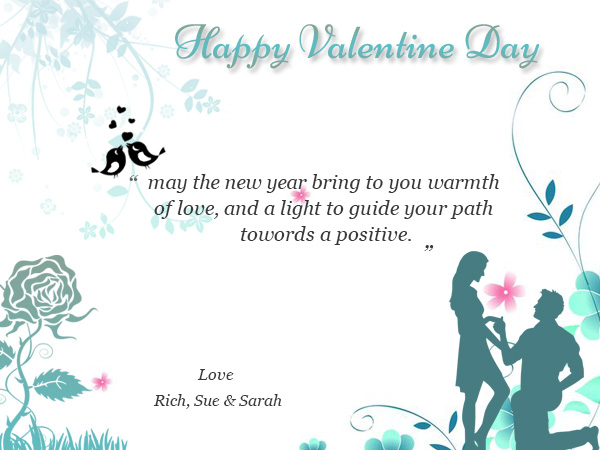 Happy Valentine Day
“ may the new year bring to you warmth
of love, and a light to guide your path
towords a positive. ”
Love
Rich, Sue & Sarah